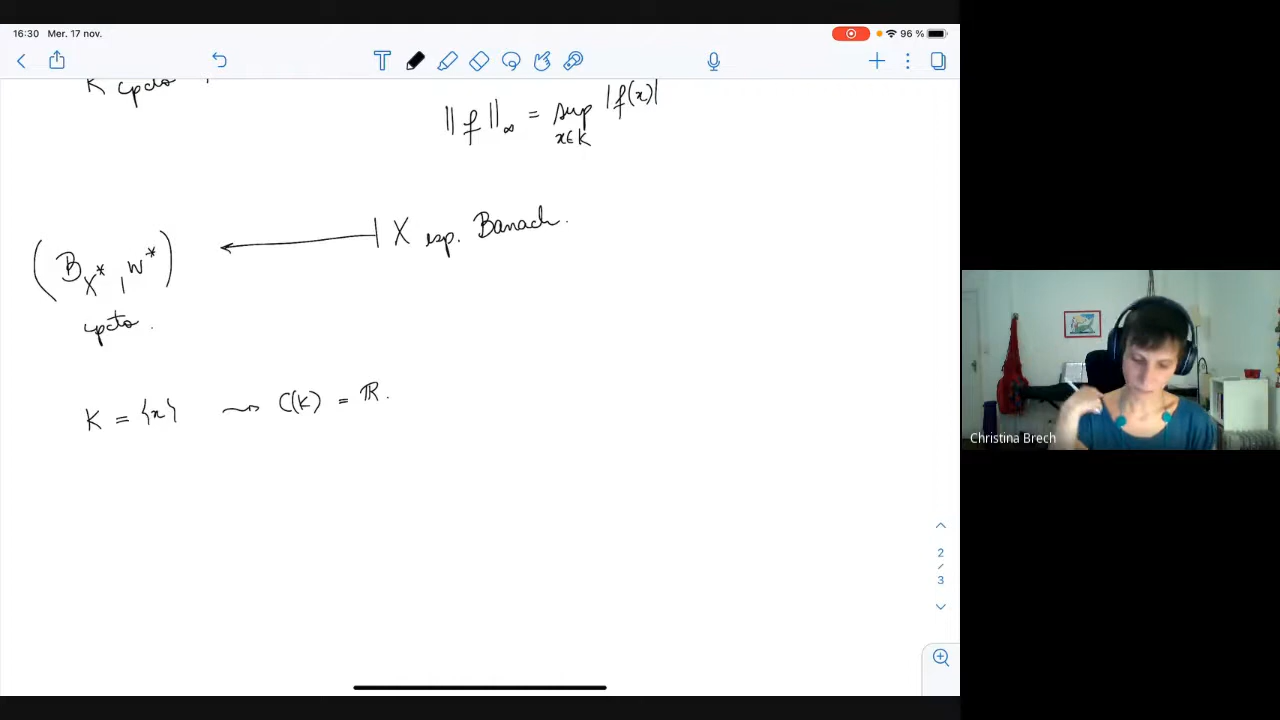 16:30 Mer. 17 nov. 96 %
K cpcto
‖f‖∞ = sup |f(x)|
x∈K
X esp. Banach.
(B_X*, w*)
cpcto.
K = {x} ⇝ C(K) = ℝ.
Christina Brech
2
/
3